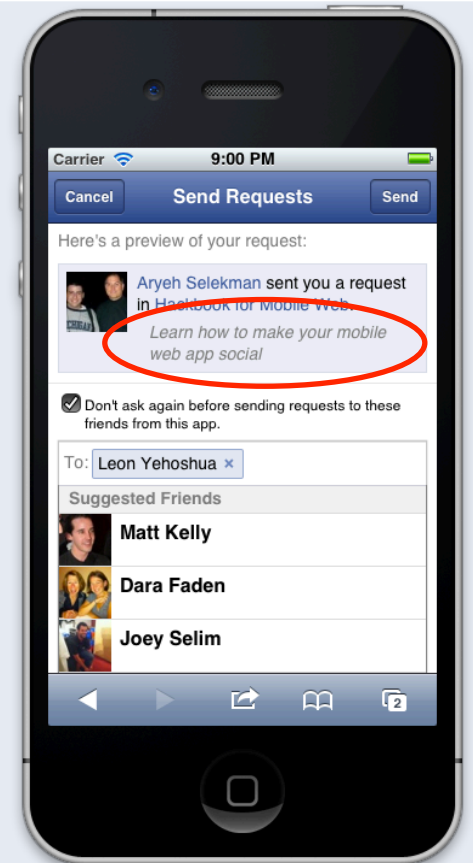 Carrier 9:00 PM
Cancel Send Requests Send
Here's a preview of your request:
Aryeh Selekman sent you a request
in Hackbook for Mobile Web.
Learn how to make your mobile
web app social
Don't ask again before sending requests to these
friends from this app.
To: Leon Yehoshua ×
Suggested Friends
Matt Kelly
Dara Faden
Joey Selim
2